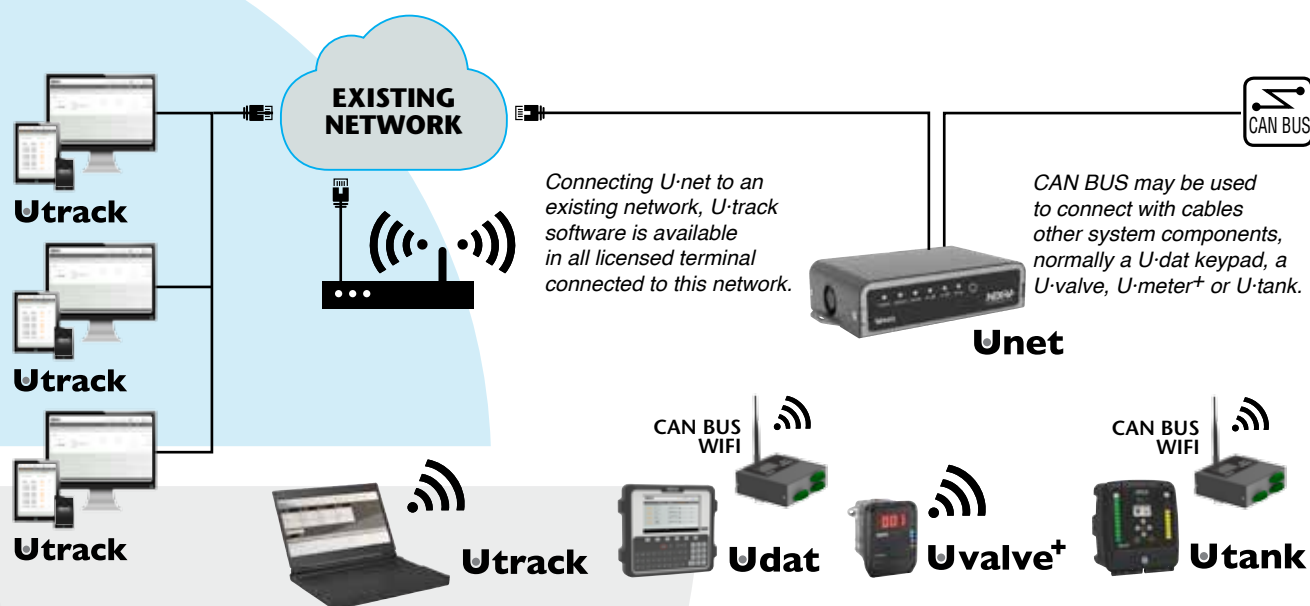 EXISTING
NETWORK
CAN BUS
Utrack
Connecting U·net to an
existing network, U·track
software is available
in all licensed terminal
connected to this network.
CAN BUS may be used
to connect with cables
other system components,
normally a U·dat keypad, a
U·valve, U·meter+ or U·tank.
Unet
Utrack
Utrack
CAN BUS
WIFI
CAN BUS
WIFI
001
Utrack
Udat
Uvalve+
Utank